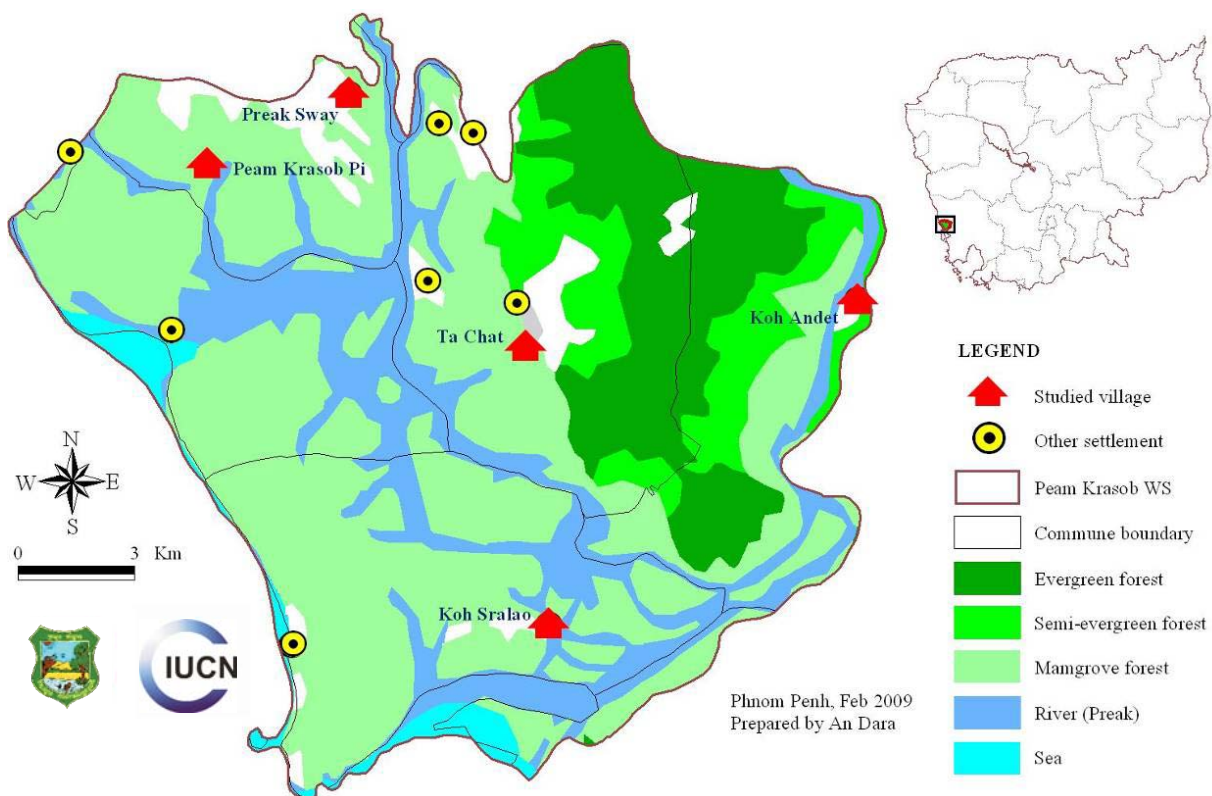 Preak Sway
Peam Krasob Pi
Ta Chat
Koh Andet
Koh Sralao
N
W E
S
0 3 Km
IUCN
Phnom Penh, Feb 2009
Prepared by An Dara
LEGEND
Studied village
Other settlement
Peam Krasob WS
Commune boundary
Evergreen forest
Semi-evergreen forest
Mamgrove forest
River (Preak)
Sea